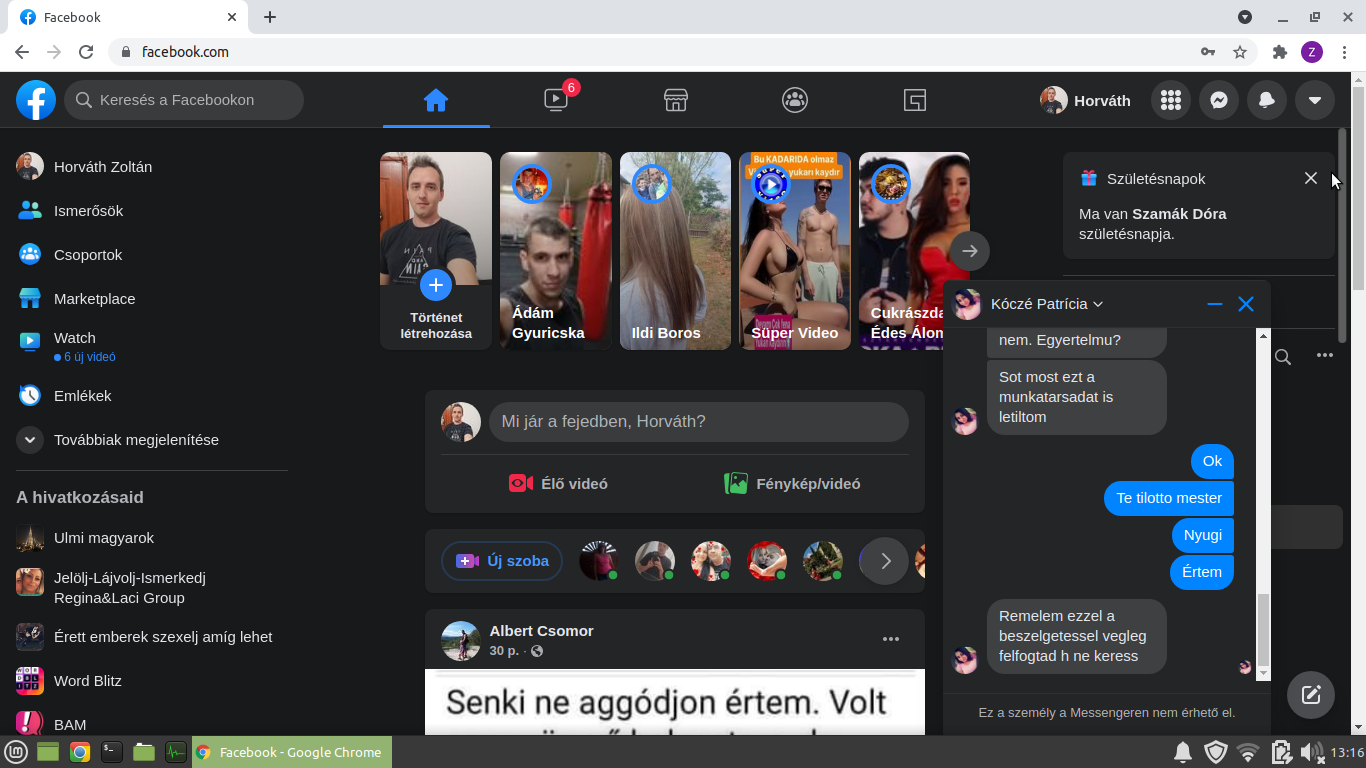 Facebook
facebook.com
Z
Keresés a Facebookon
6
Horváth
Horváth Zoltán
Ismerősök
Csoportok
Marketplace
Watch
6 új videó
Emlékek
Továbbiak megjelenítése
A hivatkozásaid
Ulmi magyarok
Jelölj-Lájvolj-Ismerkedj
Regina&Laci Group
Érett emberek szexelj amíg lehet
Word Blitz
BAM
Történet
létrehozása
Ádám
Gyuricska
Ildi Boros
Bu KADARIDA olmaz
yukarı kaydır
Süper Video
Cukrászda
Édes Álom
Mi jár a fejedben, Horváth?
Élő videó
Fénykép/videó
Új szoba
Albert Csomor
30 p. ·
Senki ne aggódjon értem. Volt
Születésnapok
Ma van Szamák Dóra
születésnapja.
Kóczé Patrícia
nem. Egyertelmu?
Sot most ezt a
munkatarsadat is
letiltom
Ok
Te tilotto mester
Nyugi
Értem
Remelem ezzel a
beszelgetessel vegleg
felfogtad h ne keress
Ez a személy a Messengeren nem érhető el.
Facebook - Google Chrome
13:16